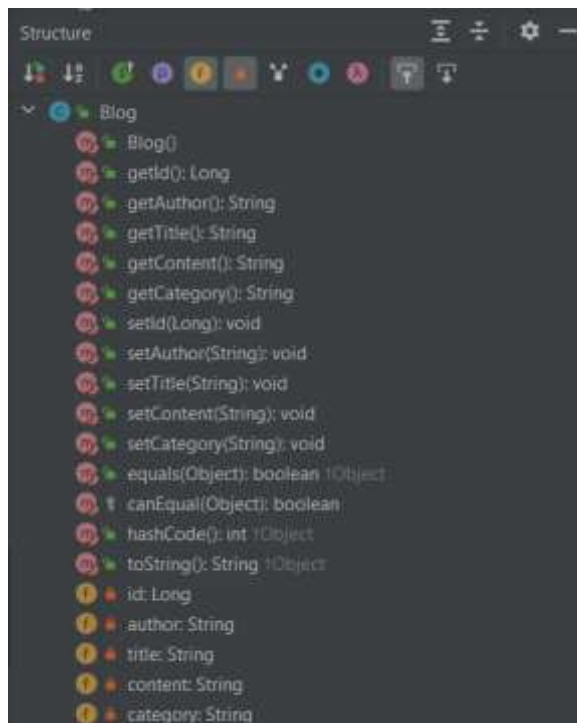 Structure
Blog
Blog()
getId(): Long
getAuthor(): String
getTitle(): String
getContent(): String
getCategory(): String
setId(Long): void
setAuthor(String): void
setTitle(String): void
setContent(String): void
setCategory(String): void
equals(Object): boolean ↑Object
canEqual(Object): boolean
hashCode(): int ↑Object
toString(): String ↑Object
id: Long
author: String
title: String
content: String
category: String